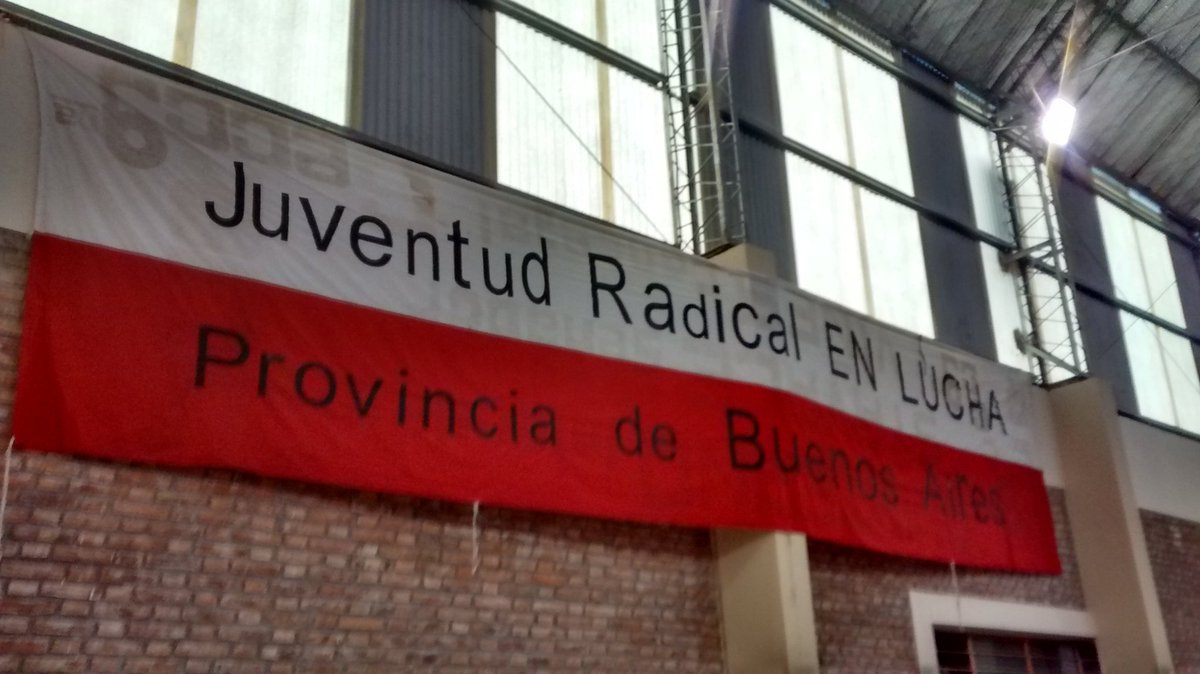 Juventud Radical EN LUCHA
Provincia de Buenos Aires